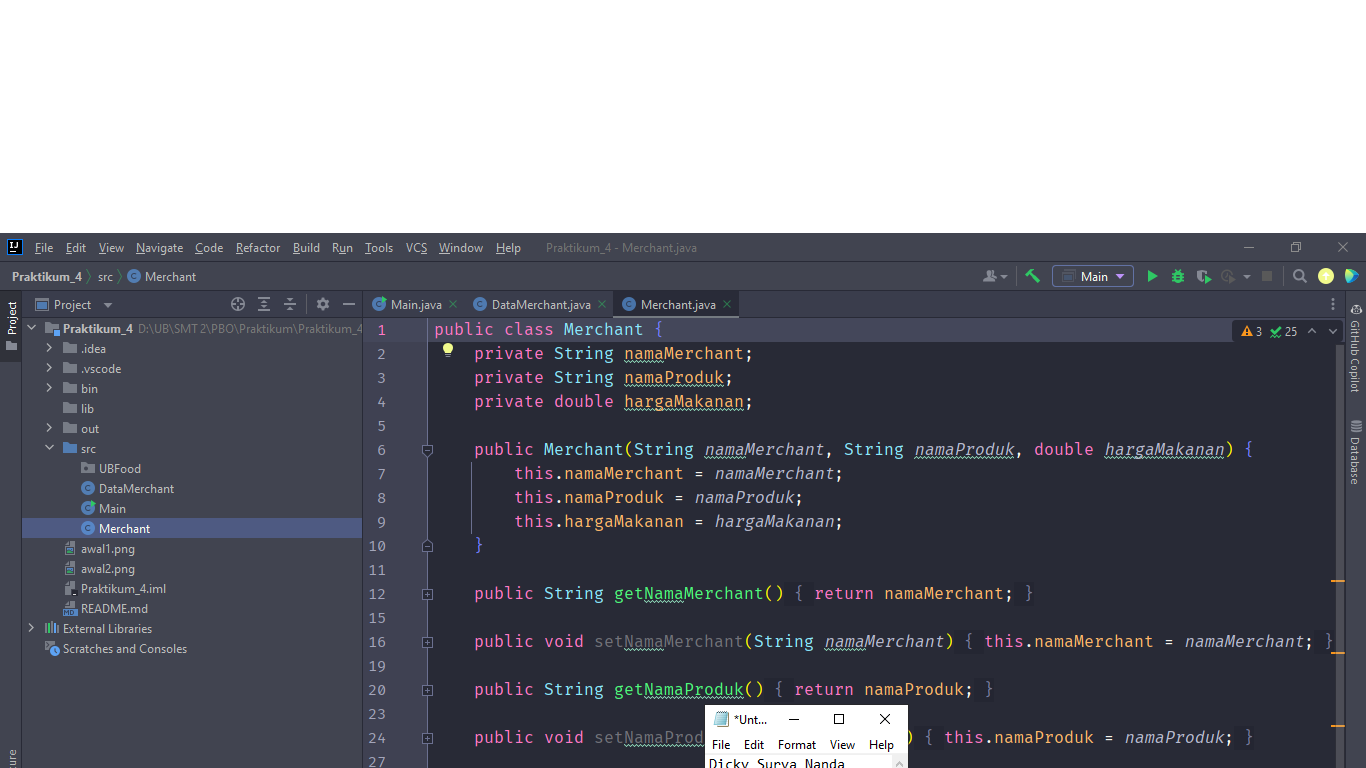 File Edit View Navigate Code Refactor Build Run Tools VCS Window Help Praktikum_4 - Merchant.java
Praktikum_4 src Merchant Main
Project Project Main.java DataMerchant.java Merchant.java
Praktikum_4 D:\UB\SMT 2\PBO\Praktikum\Praktikum_4
.idea
.vscode
bin
lib
out
src
UBFood
DataMerchant
Main
Merchant
awal1.png
awal2.png
Praktikum_4.iml
README.md
External Libraries
Scratches and Consoles
1 public class Merchant { 3 25
2 private String namaMerchant;
3 private String namaProduk;
4 private double hargaMakanan;
5
6 public Merchant(String namaMerchant, String namaProduk, double hargaMakanan) {
7 this.namaMerchant = namaMerchant;
8 this.namaProduk = namaProduk;
9 this.hargaMakanan = hargaMakanan;
10 }
11
12 public String getNamaMerchant() { return namaMerchant; }
15
16 public void setNamaMerchant(String namaMerchant) { this.namaMerchant = namaMerchant; }
19
20 public String getNamaProduk() { return namaProduk; }
23
24 public void setNamaProd ) { this.namaProduk = namaProduk; }
27
*Unt...
File Edit Format View Help
Dicky Surya Nanda
GitHub Copilot
Database